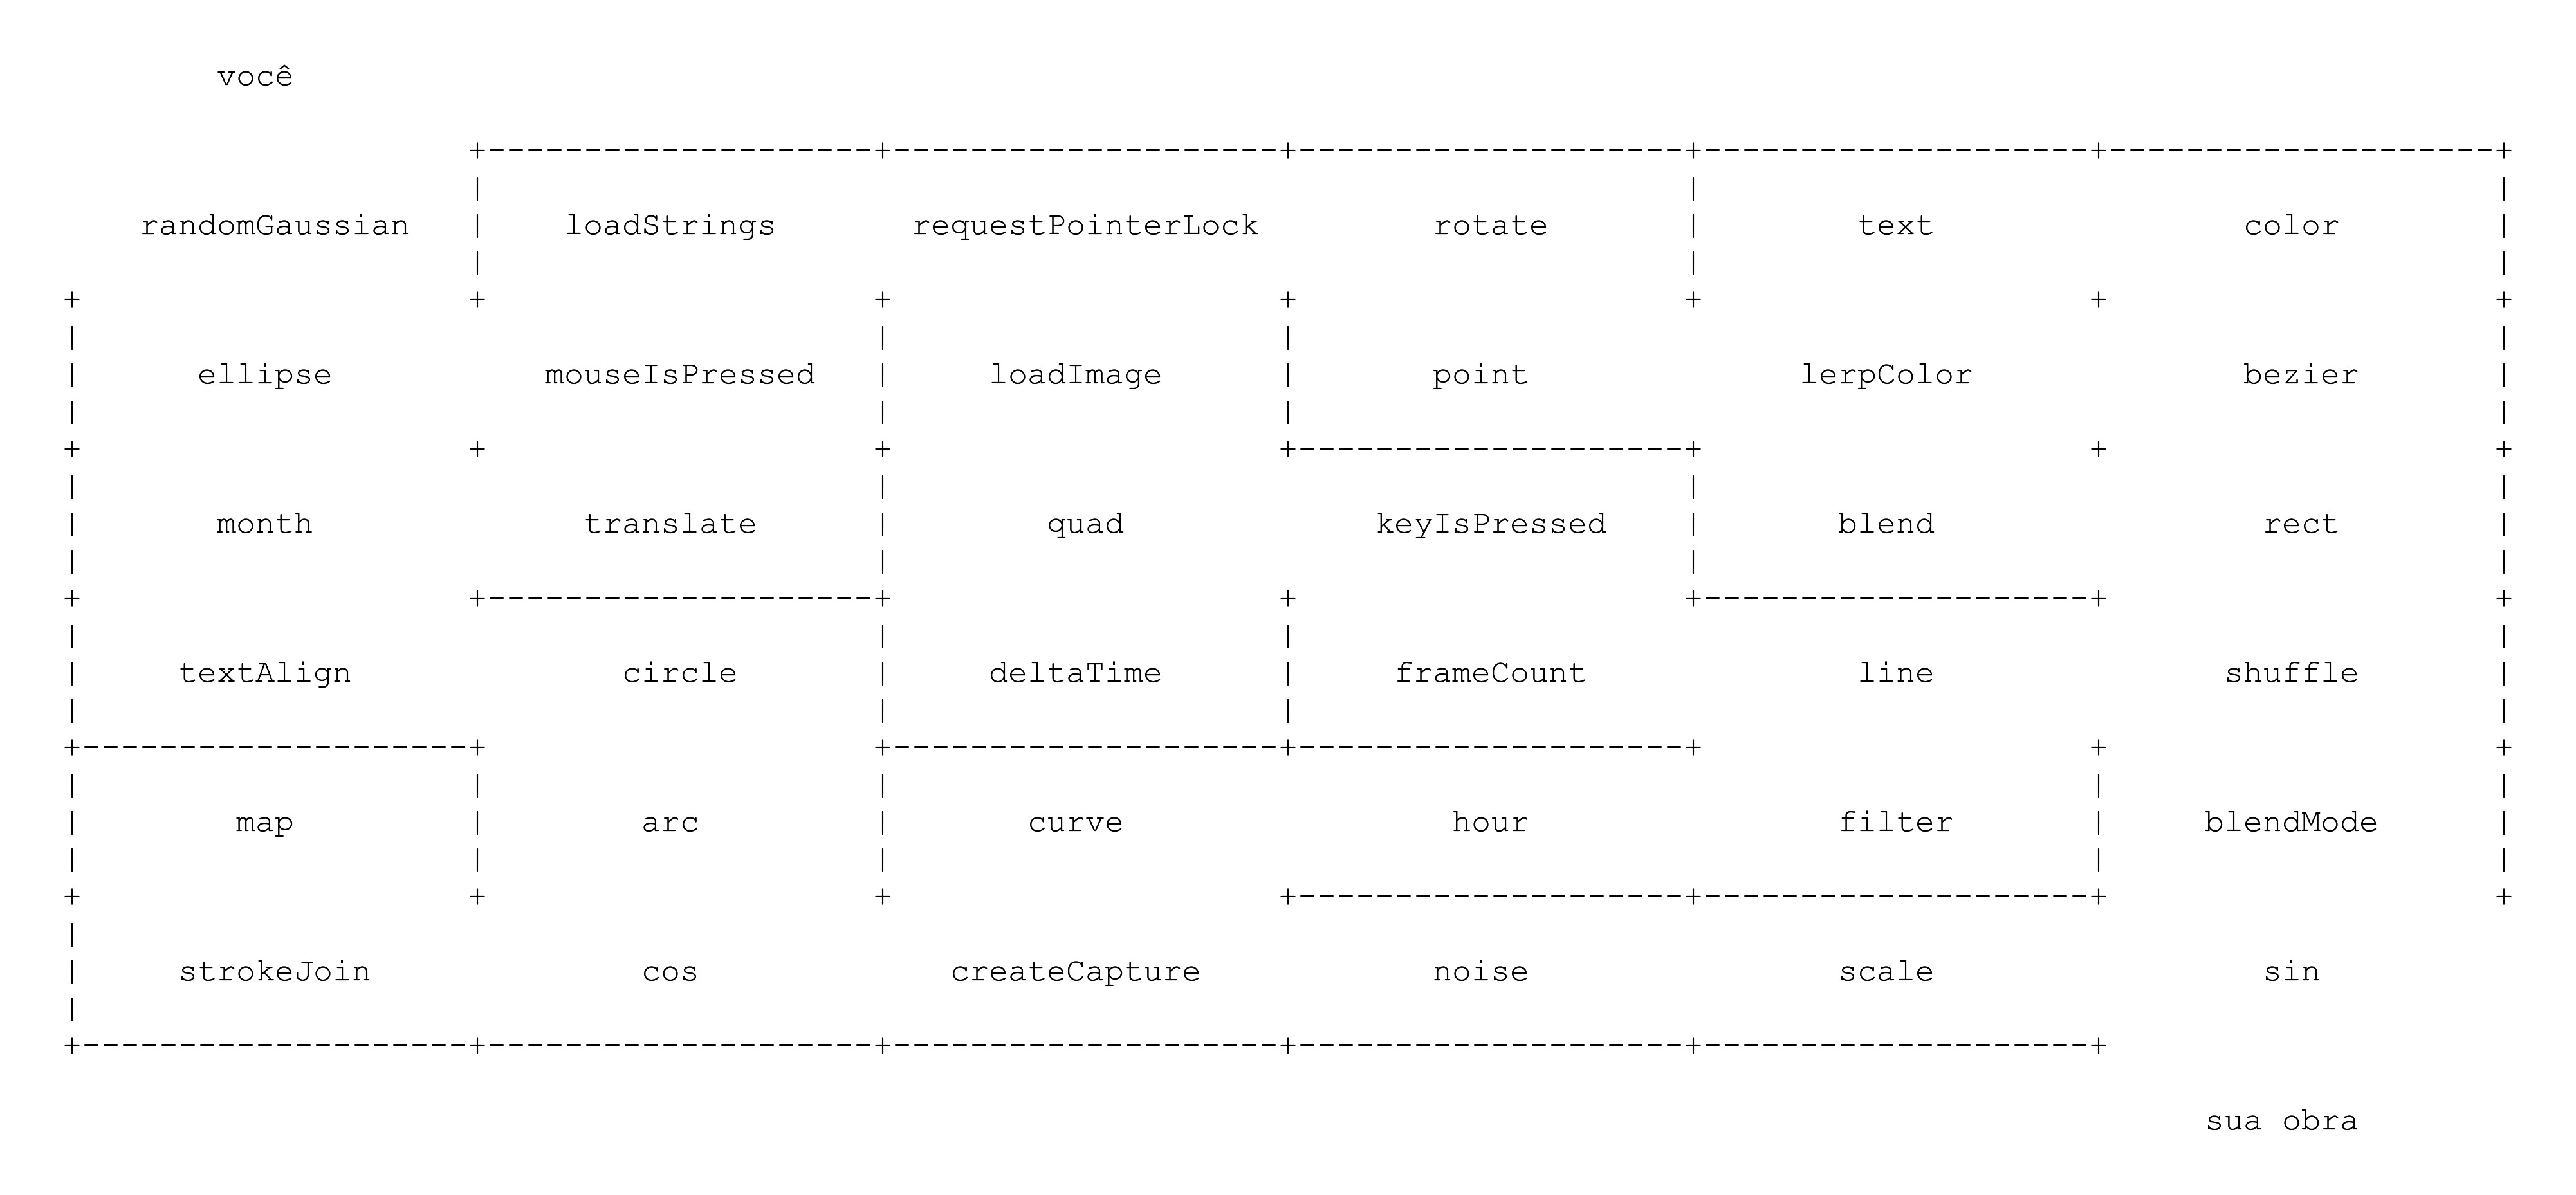 você
randomGaussian loadStrings requestPointerLock rotate text color
ellipse mouseIsPressed loadImage point lerpColor bezier
month translate quad keyIsPressed blend rect
textAlign circle deltaTime frameCount line shuffle
map arc curve hour filter blendMode
strokeJoin cos createCapture noise scale sin
sua obra